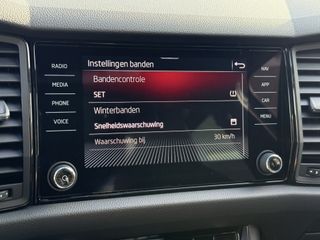 Instellingen banden
RADIO
MEDIA
PHONE
VOICE
Bandencontrole
SET
Winterbanden
Snelheidswaarschuwing
Waarschuwing bij 30 km/h
NAV
APP
CAR
MENU